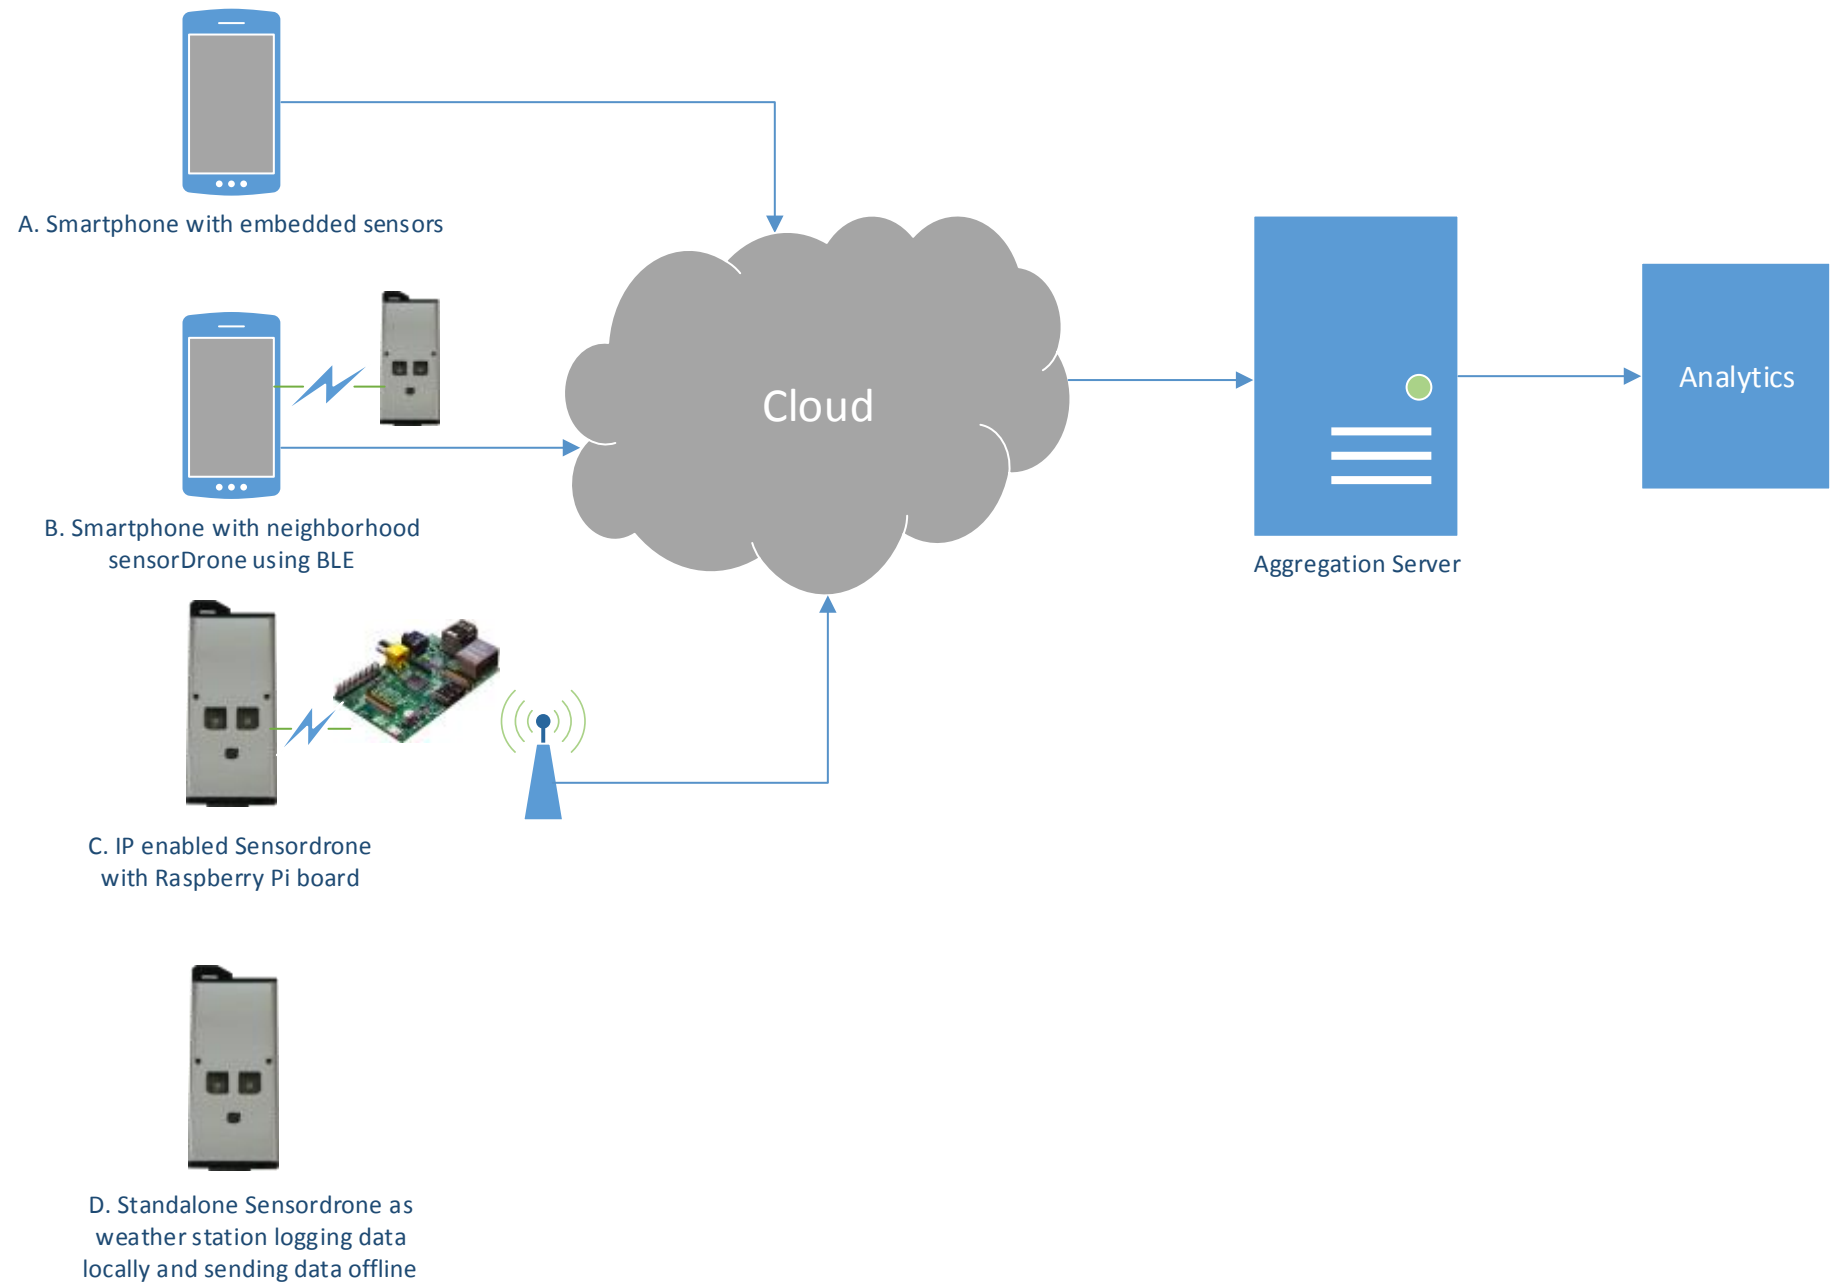 A. Smartphone with embedded sensors
Cloud
Analytics
B. Smartphone with neighborhood
sensorDrone using BLE
Aggregation Server
C. IP enabled Sensordrone
with Raspberry Pi board
D. Standalone Sensordrone as
weather station logging data
locally and sending data offline